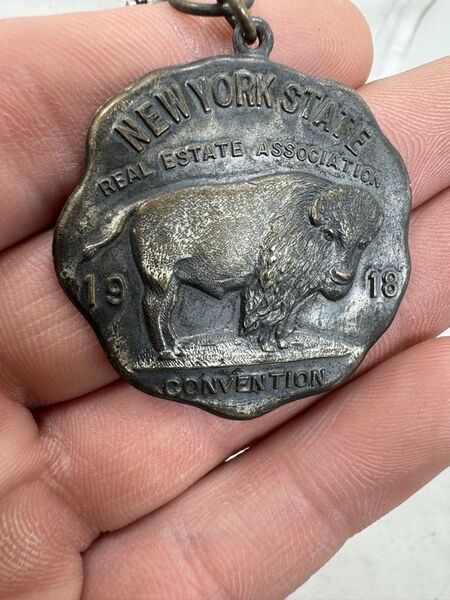 NEW YORK STATE
REAL ESTATE ASSOCIATION
19 18
CONVENTION